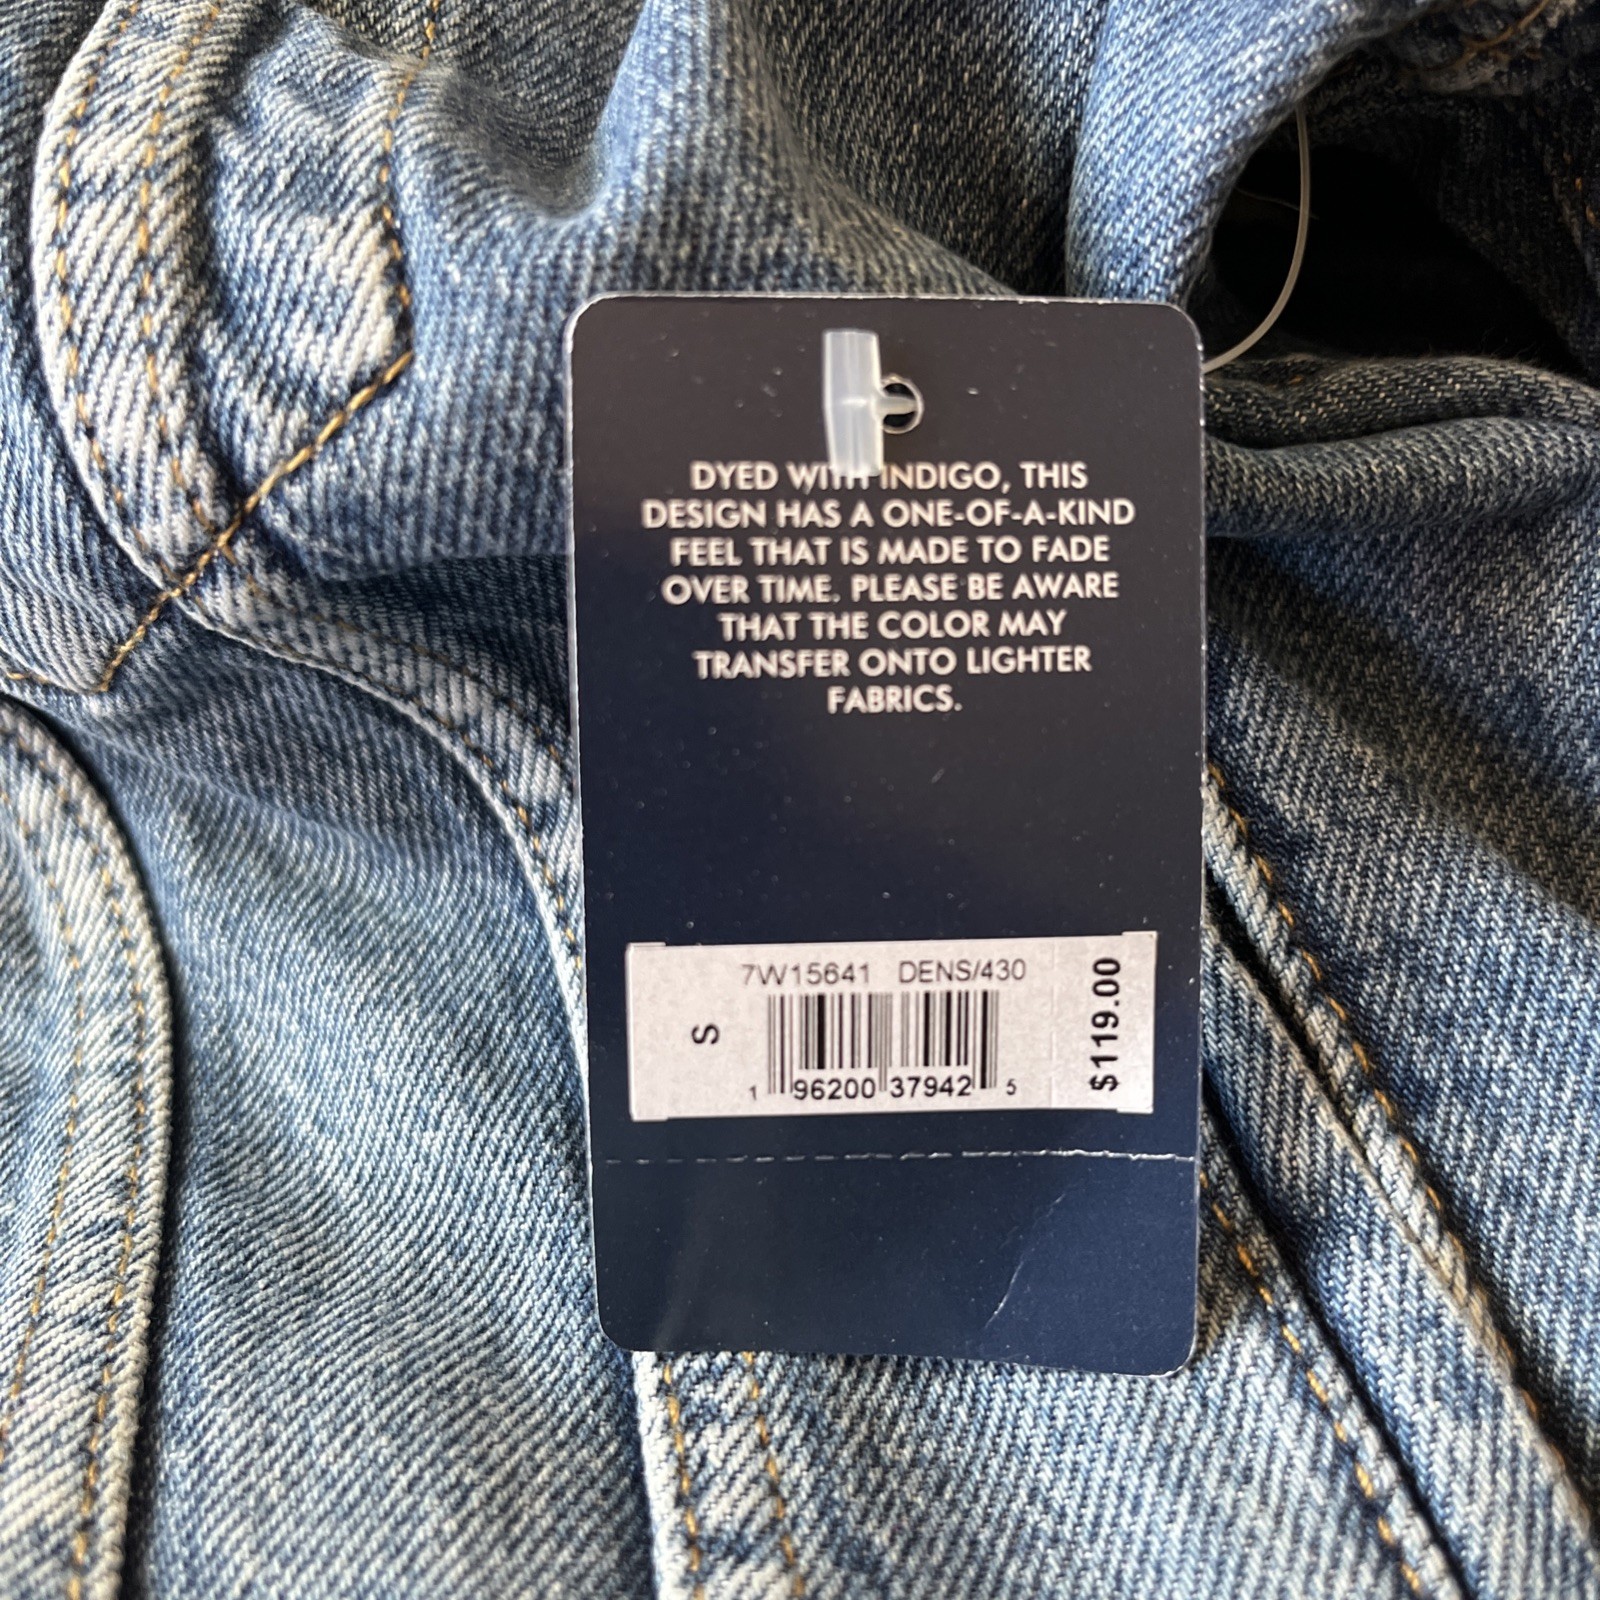 DYED WITH INDIGO, THIS
DESIGN HAS A ONE-OF-A-KIND
FEEL THAT IS MADE TO FADE
OVER TIME. PLEASE BE AWARE
THAT THE COLOR MAY
TRANSFER ONTO LIGHTER
FABRICS.
7W15641 DENS/430
S
1 96200 37942 5
$119.00